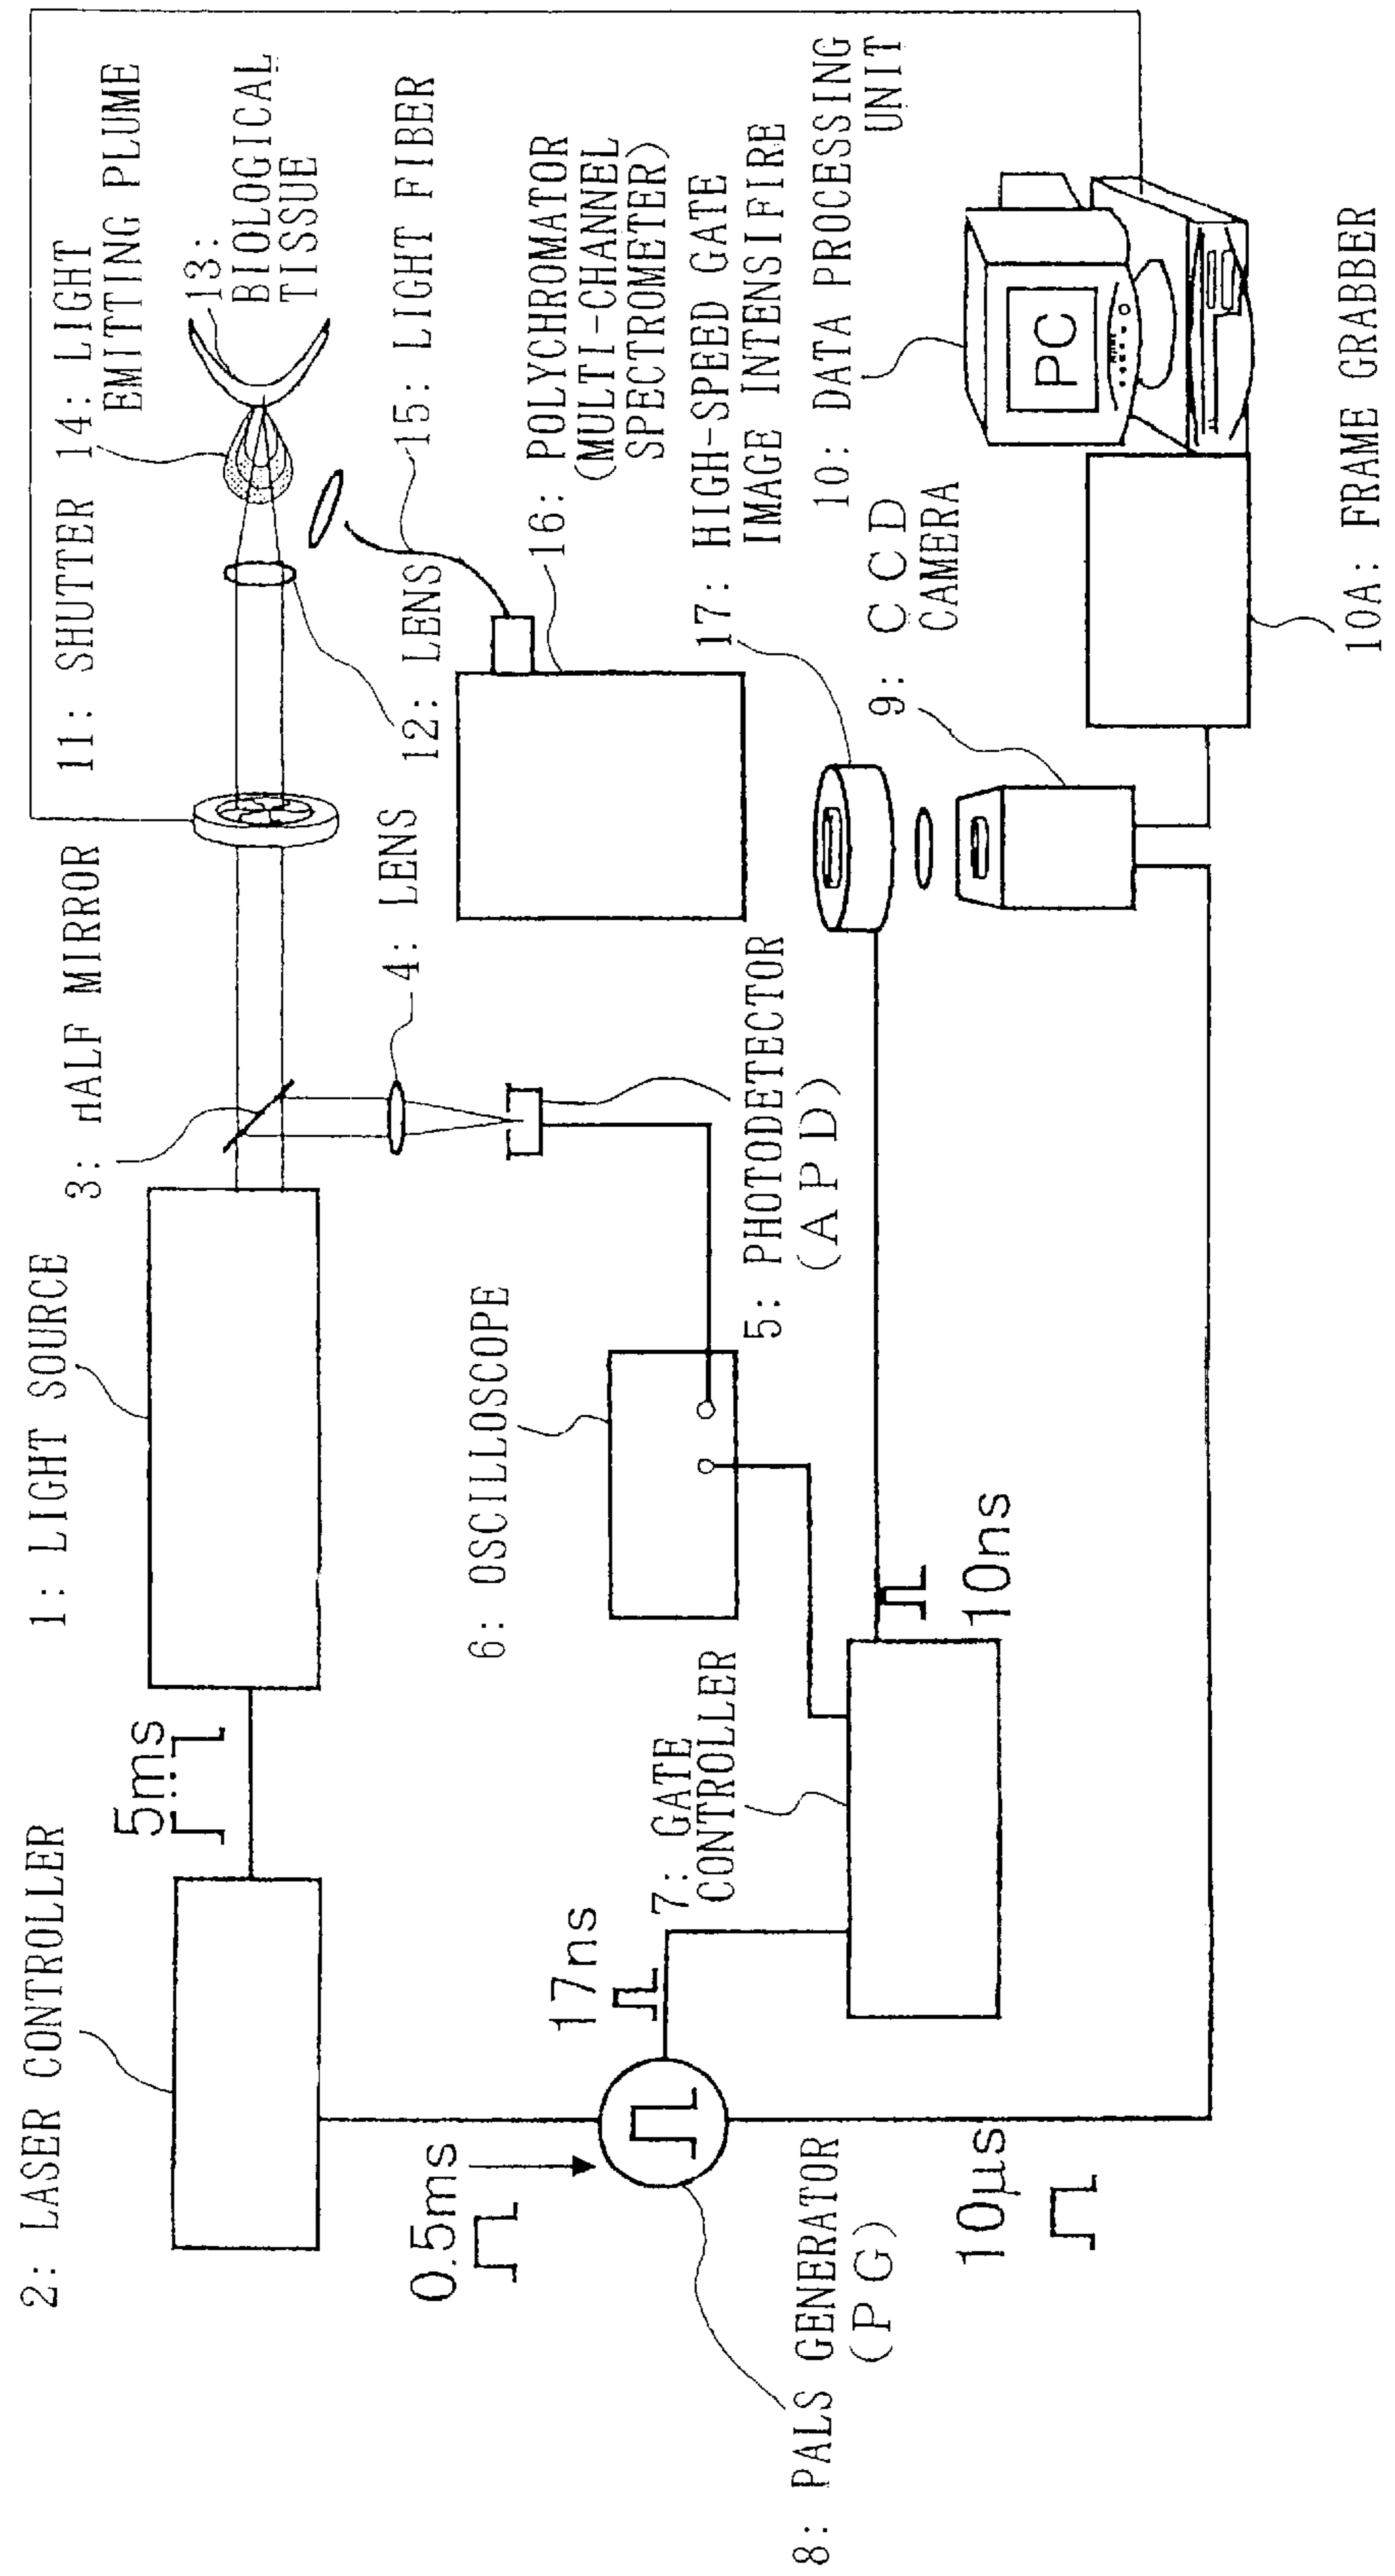 2: LASER CONTROLLER
5ms
1: LIGHT SOURCE
3: HALF MIRROR
11: SHUTTER
14: LIGHT
EMITTING PLUME
13:
BIOLOGICAL
TISSUE
12: LENS
15: LIGHT FIBER
4: LENS
16: POLYCHROMATOR
(MULTI-CHANNEL
SPECTROMETER)
17: HIGH-SPEED GATE
IMAGE INTENSIFIRE
0.5ms
17ns
6: OSCILLOSCOPE
5: PHOTODETECTOR
(APD)
7: GATE
CONTROLLER
10ns
8: PALS GENERATOR
(PG)
10μs
9: CCD
CAMERA
10: DATA PROCESSING
UNIT
PC
10A: FRAME GRABBER